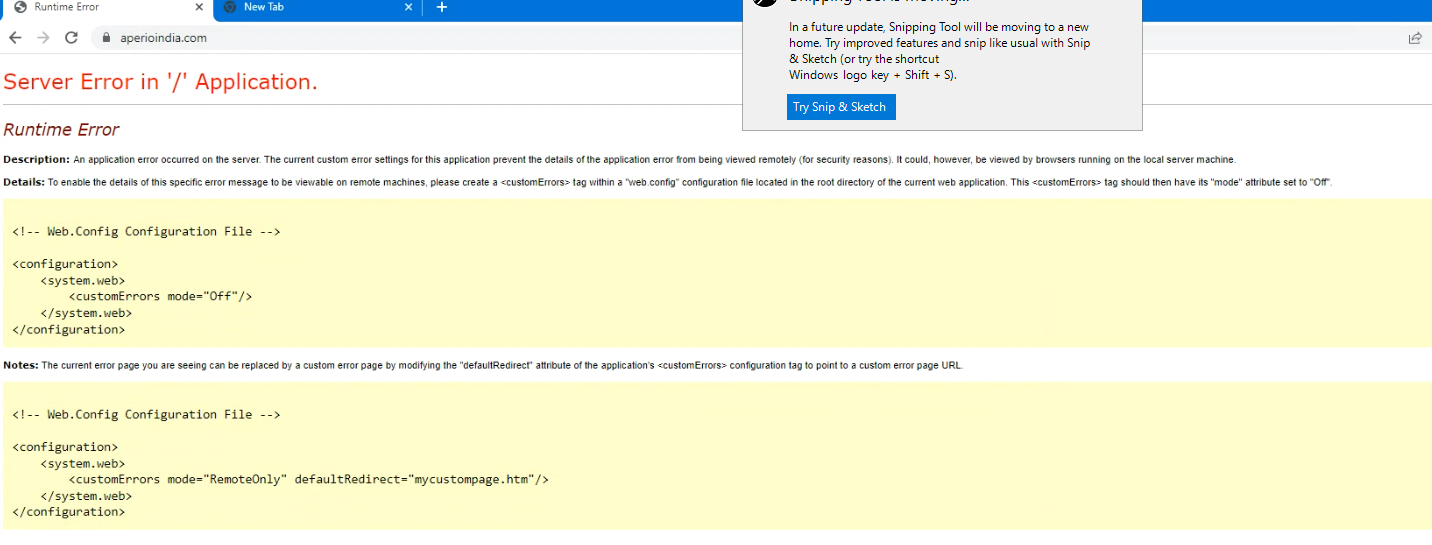 Runtime Error
New Tab
aperioindia.com
In a future update, Snipping Tool will be moving to a new
home. Try improved features and snip like usual with Snip
& Sketch (or try the shortcut
Windows logo key + Shift + S).
Try Snip & Sketch
Server Error in '/' Application.
Runtime Error
Description: An application error occurred on the server. The current custom error settings for this application prevent the details of the application error from being viewed remotely (for security reasons). It could, however, be viewed by browsers running on the local server machine.
Details: To enable the details of this specific error message to be viewable on remote machines, please create a <customErrors> tag within a "web.config" configuration file located in the root directory of the current web application. This <customErrors> tag should then have its "mode" attribute set to "Off".
<!-- Web.Config Configuration File -->
<configuration>
    <system.web>
        <customErrors mode="Off"/>
    </system.web>
</configuration>
Notes: The current error page you are seeing can be replaced by a custom error page by modifying the "defaultRedirect" attribute of the application's <customErrors> configuration tag to point to a custom error page URL.
<!-- Web.Config Configuration File -->
<configuration>
    <system.web>
        <customErrors mode="RemoteOnly" defaultRedirect="mycustompage.htm"/>
    </system.web>
</configuration>